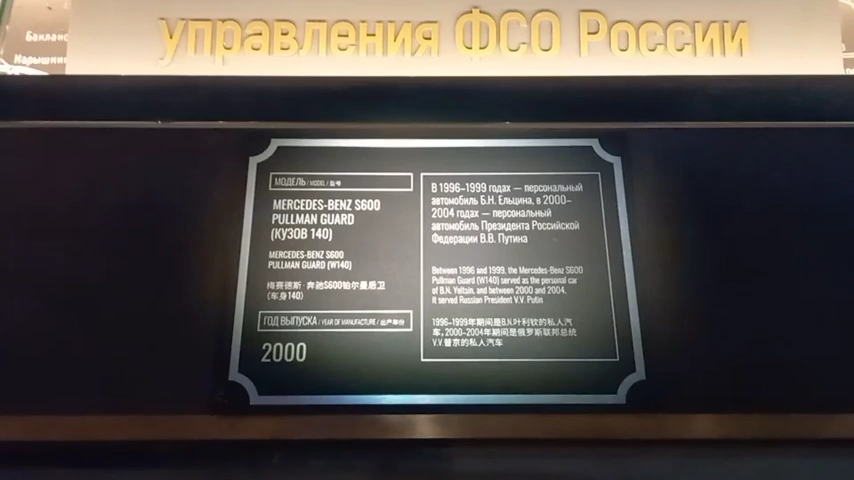 управления ФСО России
Бакланс
Нарышки
МОДЕЛЬ / MODEL / 型号
MERCEDES-BENZ S600
PULLMAN GUARD
(КУЗОВ 140)
MERCEDES-BENZ S600
PULLMAN GUARD (W140)
梅赛德斯·奔驰S600铂尔曼盾卫
(车身140)
ГОД ВЫПУСКА / YEAR OF MANUFACTURE / 出产年份
2000
В 1996–1999 годах — персональный
автомобиль Б.Н. Ельцина, в 2000–
2004 годах — персональный
автомобиль Президента Российской
Федерации В.В. Путина
Between 1996 and 1999, the Mercedes-Benz S600
Pullman Guard (W140) served as the personal car
of B.N. Yeltsin, and between 2000 and 2004,
it served Russian President V.V. Putin
1996-1999年期间是B.N.叶利钦的私人汽
车,2000-2004年期间是俄罗斯联邦总统
V.V.普京的私人汽车